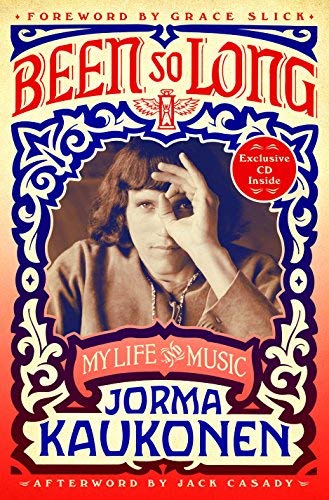 FOREWORD BY GRACE SLICK
BEEN SO LONG
Exclusive
CD
Inside
MY LIFE AND MUSIC
JORMA
KAUKONEN
AFTERWORD BY JACK CASADY